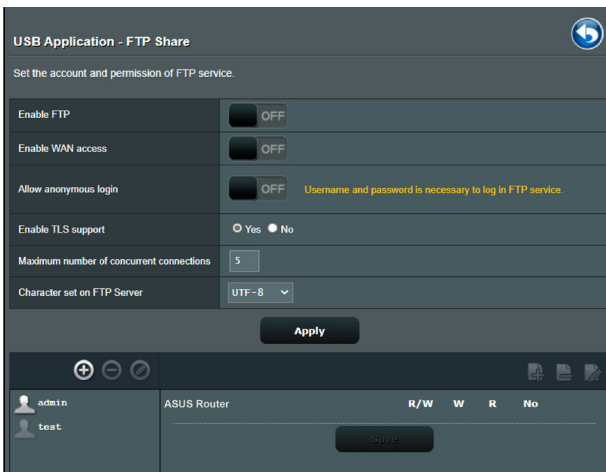 USB Application - FTP Share
Set the account and permission of FTP service.
Enable FTP OFF
Enable WAN access OFF
Allow anonymous login OFF Username and password is necessary to log in FTP service.
Enable TLS support Yes No
Maximum number of concurrent connections 5
Character set on FTP Server UTF-8
Apply
admin ASUS Router R/W W R No
test
Save